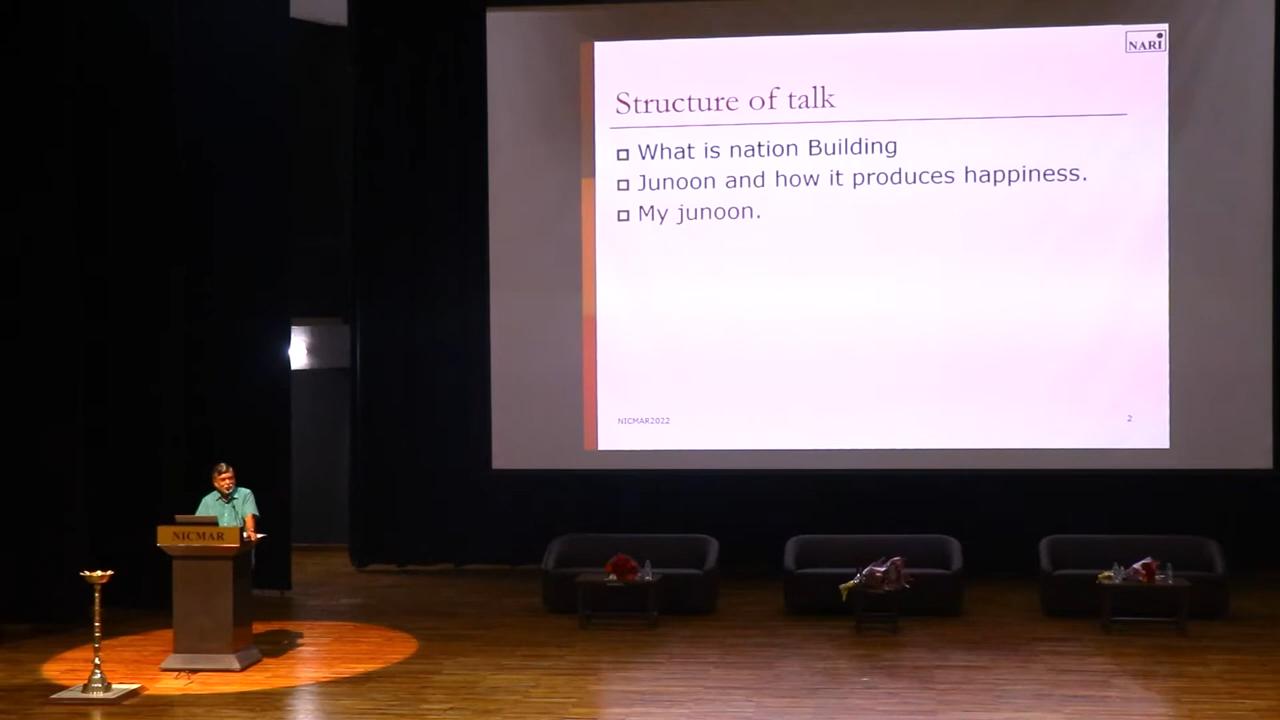 NARI
Structure of talk
What is nation Building
Junoon and how it produces happiness.
My junoon.
NICMAR2022
2
NICMAR